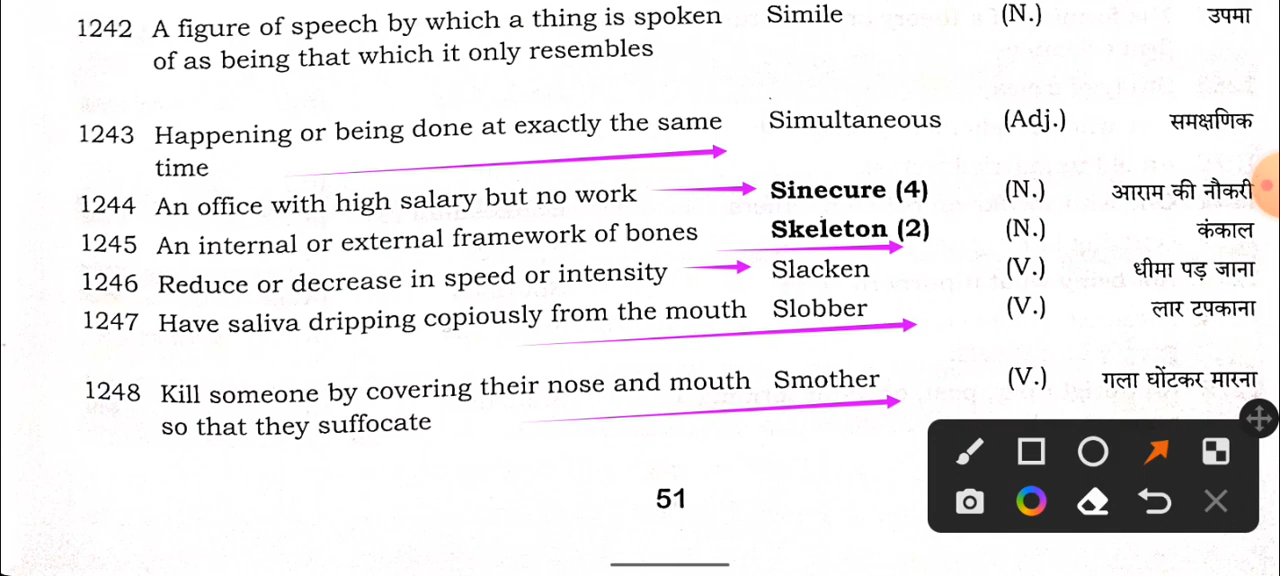 1242 A figure of speech by which a thing is spoken Simile (N.) उपमा
of as being that which it only resembles
1243 Happening or being done at exactly the same Simultaneous (Adj.) समक्षणिक
time
1244 An office with high salary but no work Sinecure (4) (N.) आराम की नौकरी
1245 An internal or external framework of bones Skeleton (2) (N.) कंकाल
1246 Reduce or decrease in speed or intensity Slacken (V.) धीमा पड़ जाना
1247 Have saliva dripping copiously from the mouth Slobber (V.) लार टपकाना
1248 Kill someone by covering their nose and mouth Smother (V.) गला घोंटकर मारना
so that they suffocate
51